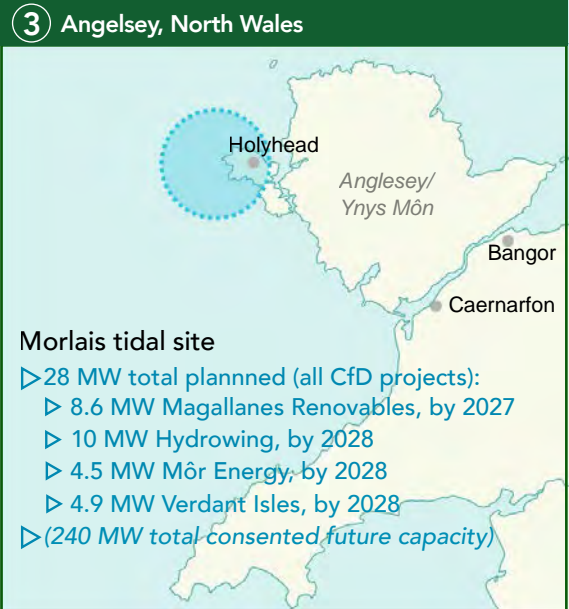 3 Angelsey, North Wales
Holyhead
Anglesey/
Ynys Môn
Bangor
Caernarfon
Morlais tidal site
▷28 MW total plannned (all CfD projects):
▷ 8.6 MW Magallanes Renovables, by 2027
▷ 10 MW Hydrowing, by 2028
▷ 4.5 MW Môr Energy, by 2028
▷ 4.9 MW Verdant Isles, by 2028
▷(240 MW total consented future capacity)